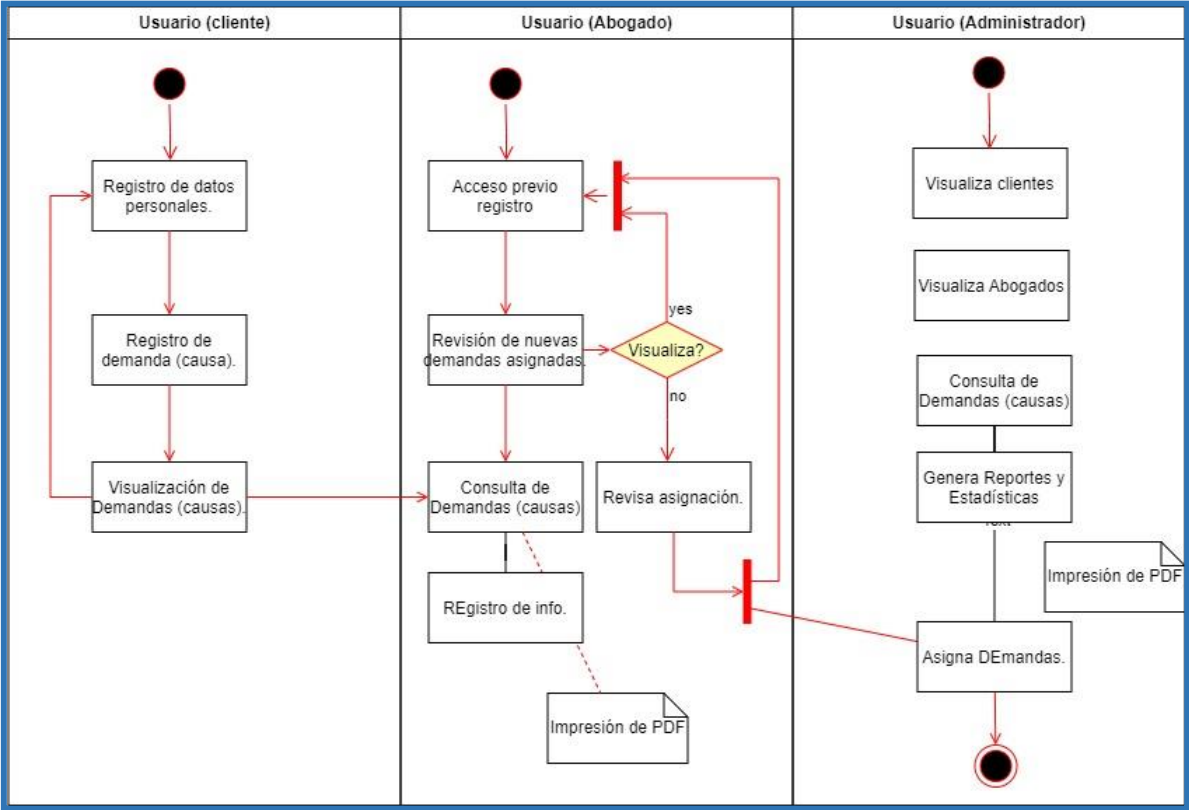 Usuario (cliente)
Usuario (Abogado)
Usuario (Administrador)
Registro de datos
personales.
Registro de
demanda (causa).
Visualización de
Demandas (causas).
Acceso previo
registro
Revisión de nuevas
demandas asignadas.
yes
Visualiza?
no
Consulta de
Demandas (causas)
Revisa asignación.
REgistro de info.
Impresión de PDF
Visualiza clientes
Visualiza Abogados
Consulta de
Demandas (causas)
Genera Reportes y
Estadísticas
Impresión de PDF
Asigna DEmandas.